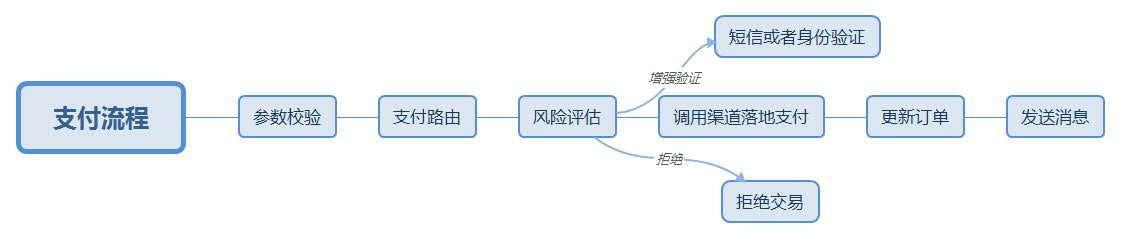 短信或者身份验证
增强验证
支付流程
参数校验
支付路由
风险评估
调用渠道落地支付
更新订单
发送消息
拒绝
拒绝交易